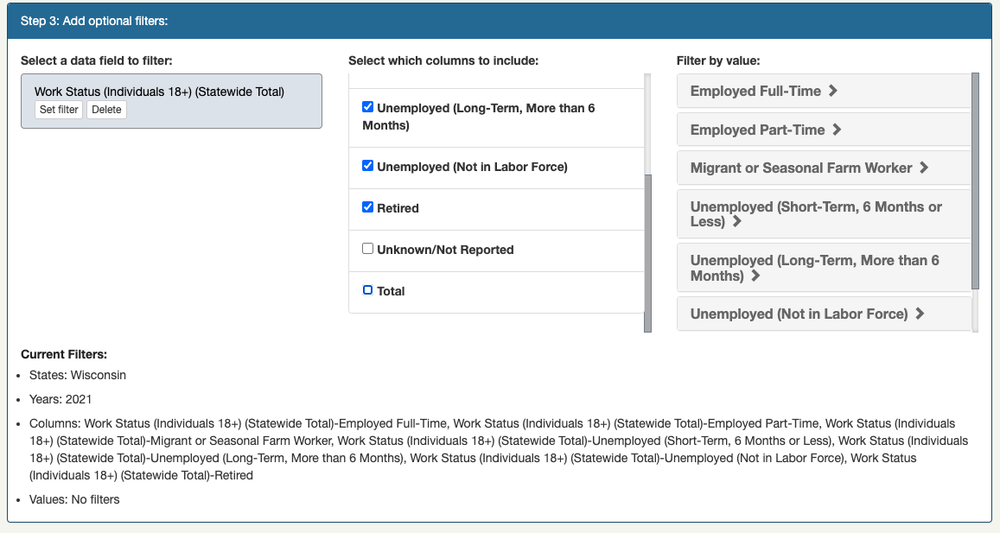 Step 3: Add optional filters:
Select a data field to filter:
Work Status (Individuals 18+) (Statewide Total)
Set filter
Delete
Select which columns to include:
Unemployed (Long-Term, More than 6
Months)
Unemployed (Not in Labor Force)
Retired
Unknown/Not Reported
Total
Filter by value:
Employed Full-Time
Employed Part-Time
Migrant or Seasonal Farm Worker
Unemployed (Short-Term, 6 Months or
Less)
Unemployed (Long-Term, More than 6
Months)
Unemployed (Not in Labor Force)
Current Filters:
States: Wisconsin
Years: 2021
Columns: Work Status (Individuals 18+) (Statewide Total)-Employed Full-Time, Work Status (Individuals 18+) (Statewide Total)-Employed Part-Time, Work Status (Individuals
18+) (Statewide Total)-Migrant or Seasonal Farm Worker, Work Status (Individuals 18+) (Statewide Total)-Unemployed (Short-Term, 6 Months or Less), Work Status (Individuals
18+) (Statewide Total)-Unemployed (Long-Term, More than 6 Months), Work Status (Individuals 18+) (Statewide Total)-Unemployed (Not in Labor Force), Work Status
(Individuals 18+) (Statewide Total)-Retired
Values: No filters